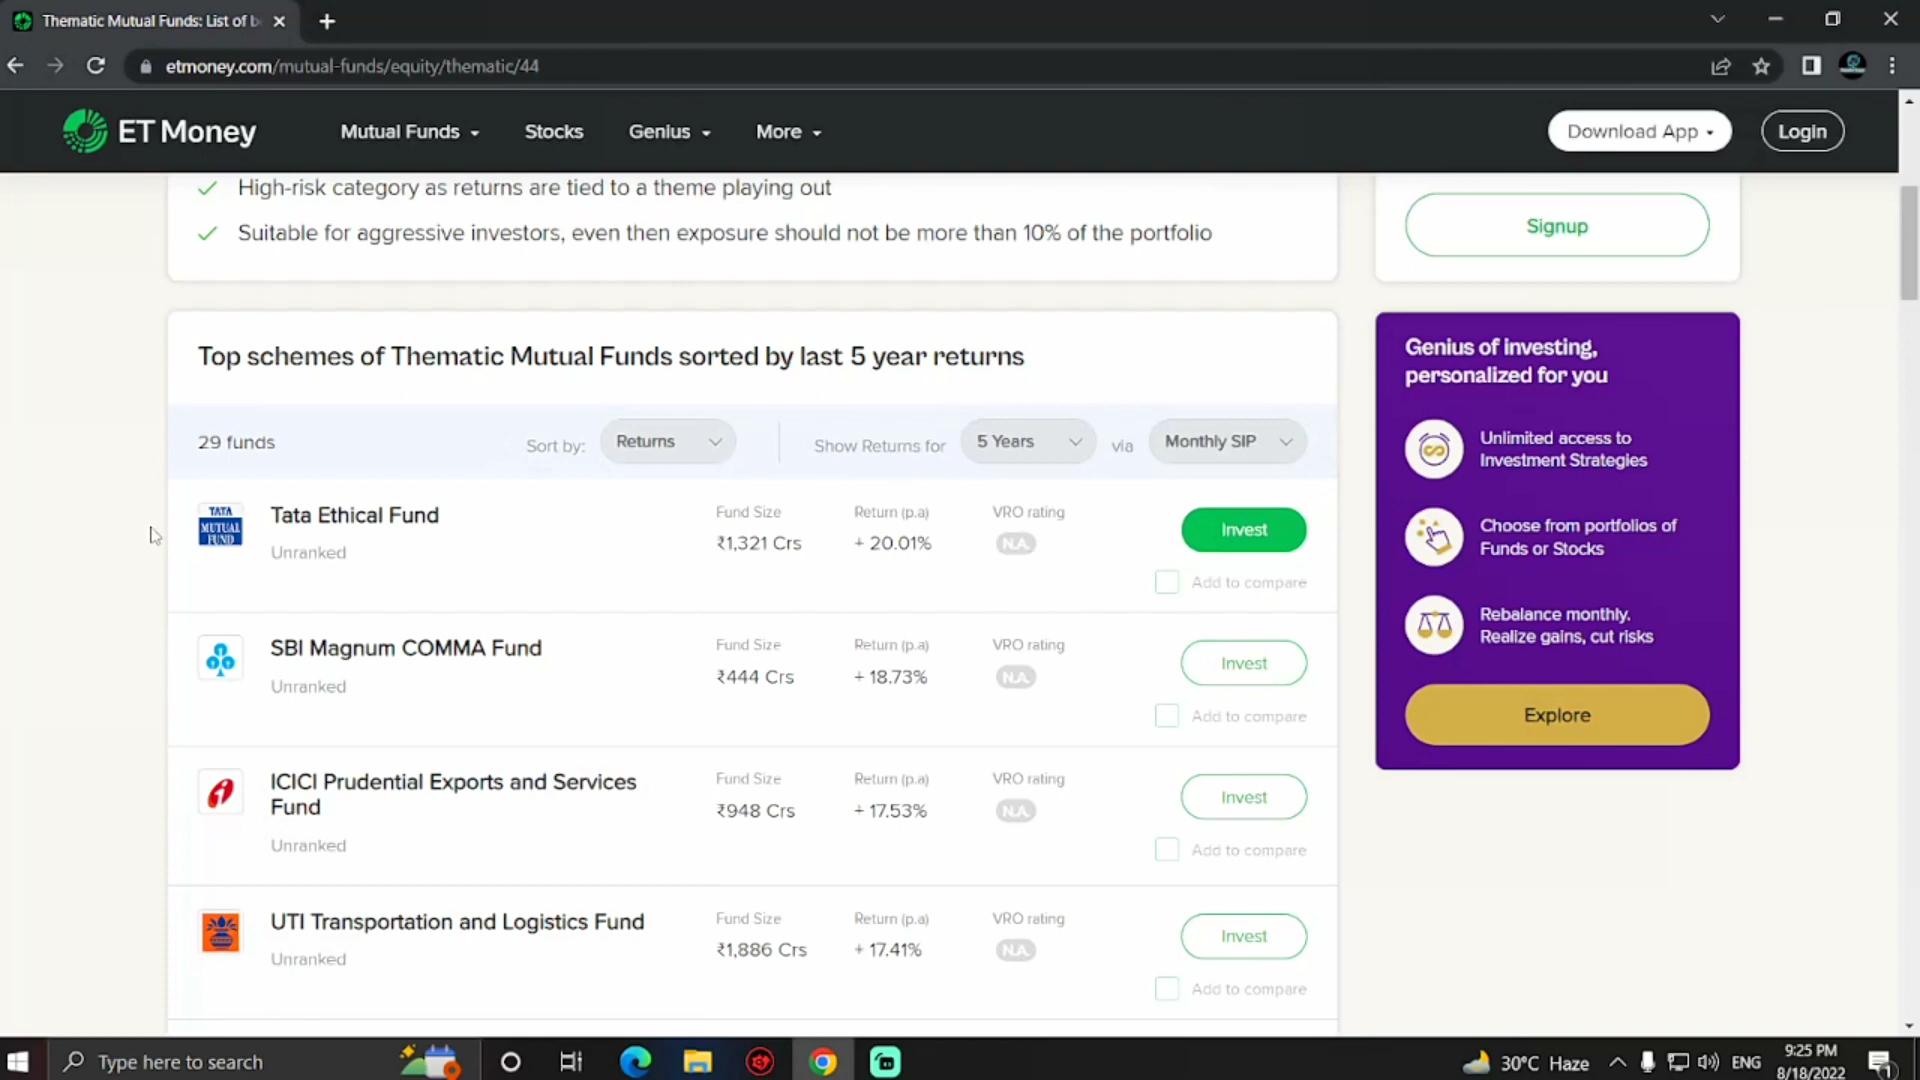 Thematic Mutual Funds: List of b
etmoney.com/mutual-funds/equity/thematic/44
ET Money
Mutual Funds
Stocks
Genius
More
Download App
Login
High-risk category as returns are tied to a theme playing out
Suitable for aggressive investors, even then exposure should not be more than 10% of the portfolio
Signup
Top schemes of Thematic Mutual Funds sorted by last 5 year returns
29 funds
Sort by:
Returns
Show Returns for
5 Years
via
Monthly SIP
TATA
MUTUAL
FUND
Tata Ethical Fund
Unranked
Fund Size
₹1,321 Crs
Return (p.a)
+ 20.01%
VRO rating
N.A.
Invest
Add to compare
SBI Magnum COMMA Fund
Unranked
Fund Size
₹444 Crs
Return (p.a)
+ 18.73%
VRO rating
N.A.
Invest
Add to compare
ICICI Prudential Exports and Services
Fund
Unranked
Fund Size
₹948 Crs
Return (p.a)
+ 17.53%
VRO rating
N.A.
Invest
Add to compare
UTI Transportation and Logistics Fund
Unranked
Fund Size
₹1,886 Crs
Return (p.a)
+ 17.41%
VRO rating
N.A.
Invest
Add to compare
Genius of investing,
personalized for you
Unlimited access to
Investment Strategies
Choose from portfolios of
Funds or Stocks
Rebalance monthly.
Realize gains, cut risks
Explore
Type here to search
30°C Haze
ENG
9:25 PM
8/18/2022
1